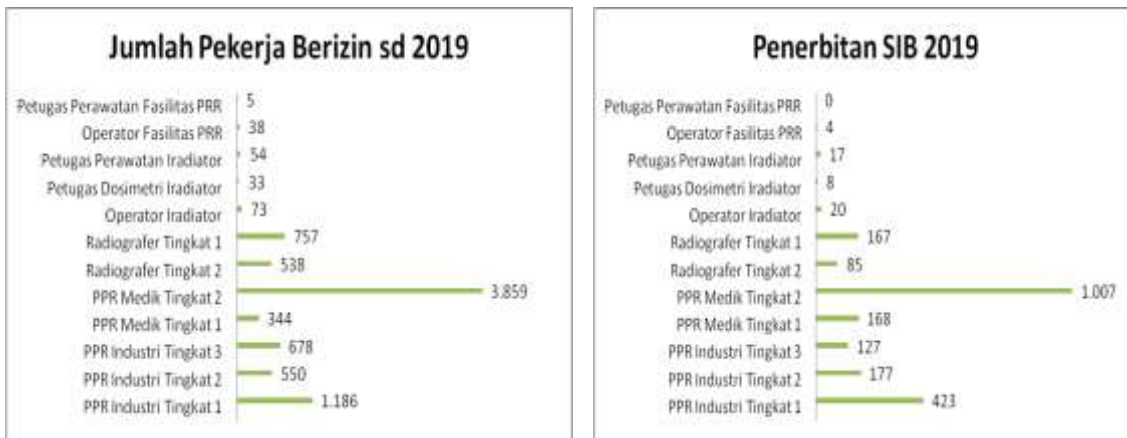 Jumlah Pekerja Berizin sd 2019
Petugas Perawatan Fasilitas PRR 5
Operator Fasilitas PRR 38
Petugas Perawatan Iradiator 54
Petugas Dosimetri Iradiator 33
Operator Iradiator 73
Radiografer Tingkat 1 757
Radiografer Tingkat 2 538
PPR Medik Tingkat 2 3.859
PPR Medik Tingkat 1 344
PPR Industri Tingkat 3 678
PPR Industri Tingkat 2 550
PPR Industri Tingkat 1 1.186
Penerbitan SIB 2019
Petugas Perawatan Fasilitas PRR 0
Operator Fasilitas PRR 4
Petugas Perawatan Iradiator 17
Petugas Dosimetri Iradiator 8
Operator Iradiator 20
Radiografer Tingkat 1 167
Radiografer Tingkat 2 85
PPR Medik Tingkat 2 1.007
PPR Medik Tingkat 1 168
PPR Industri Tingkat 3 127
PPR Industri Tingkat 2 177
PPR Industri Tingkat 1 423